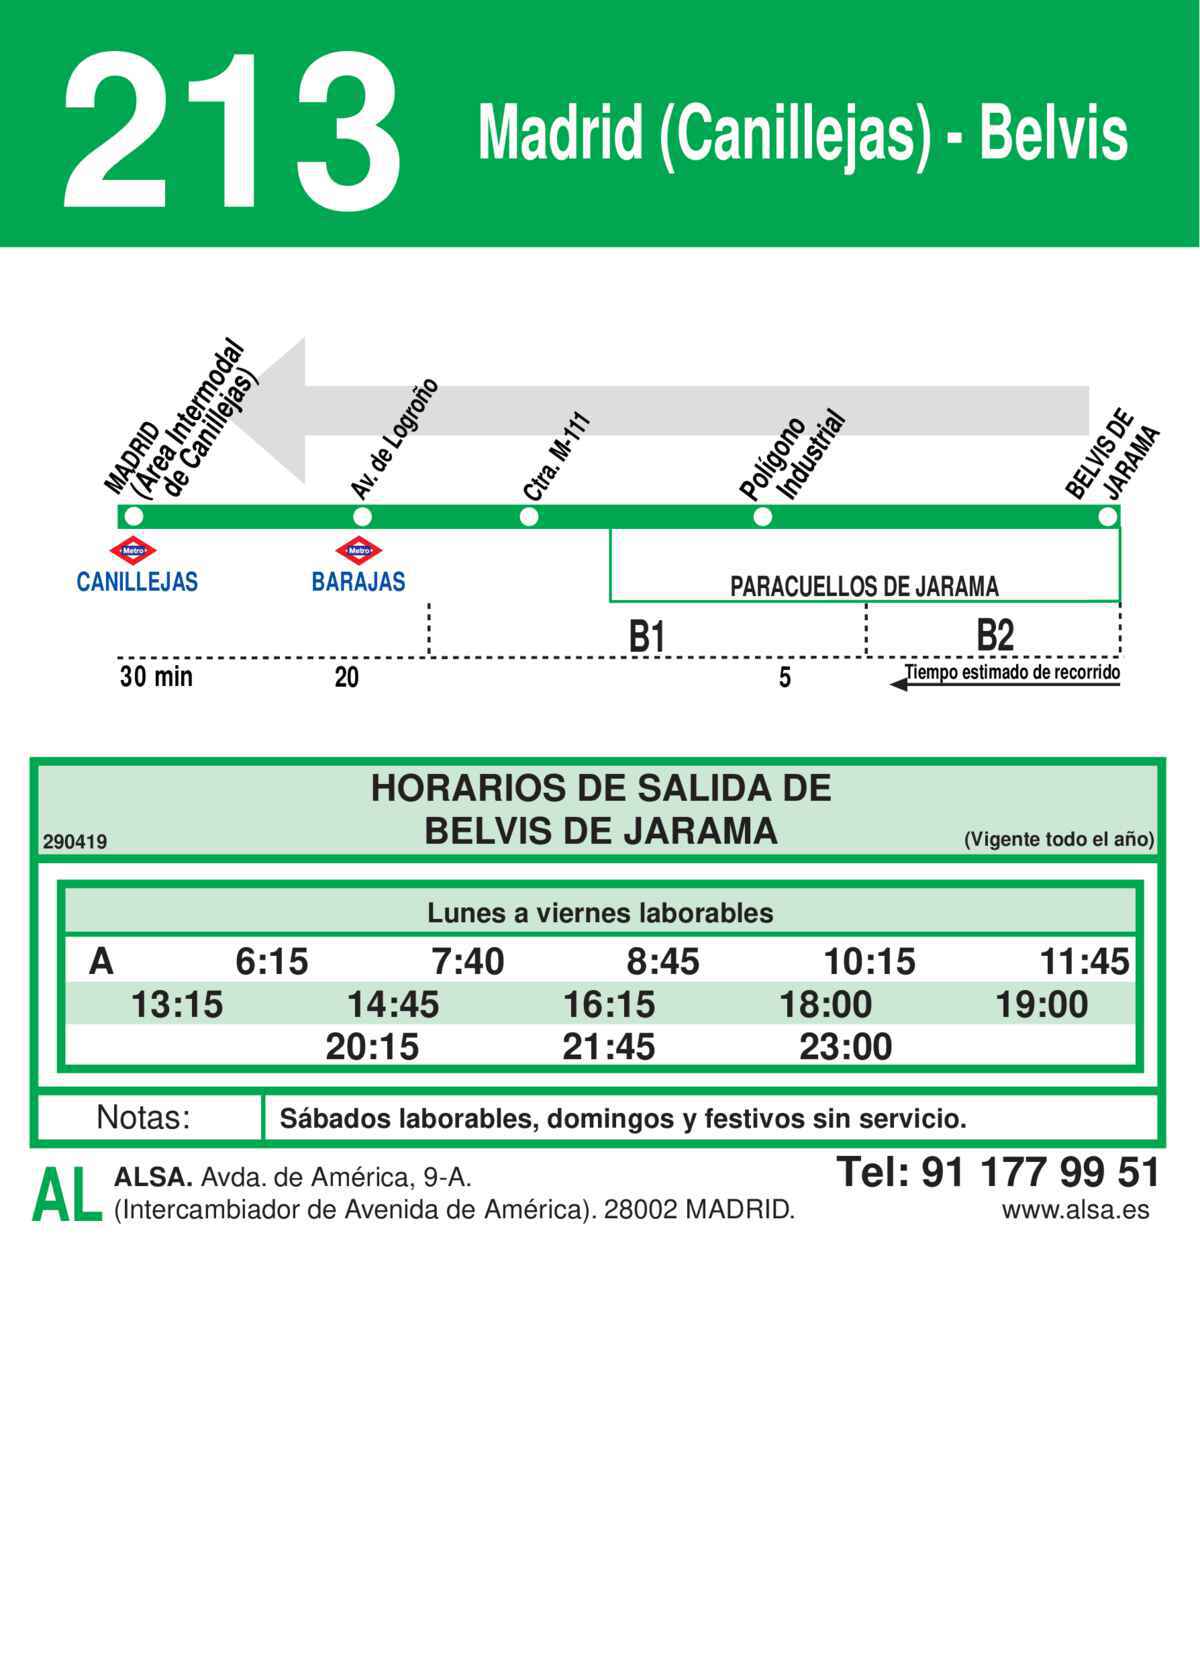 213
Madrid (Canillejas) - Belvis
MADRID
(Area Intermodal
de Canillejas)
Av. de Logroño
Ctra. M-111
Polígono
Industrial
BELVIS DE
JARAMA
Metro
Metro
CANILLEJAS
BARAJAS
PARACUELLOS DE JARAMA
B1
B2
30 min
20
5
Tiempo estimado de recorrido
HORARIOS DE SALIDA DE
BELVIS DE JARAMA
290419
(Vigente todo el año)
Lunes a viernes laborables
A 6:15 7:40 8:45 10:15 11:45
13:15 14:45 16:15 18:00 19:00
20:15 21:45 23:00
Notas: Sábados laborables, domingos y festivos sin servicio.
AL
ALSA. Avda. de América, 9-A.
(Intercambiador de Avenida de América). 28002 MADRID.
Tel: 91 177 99 51
www.alsa.es